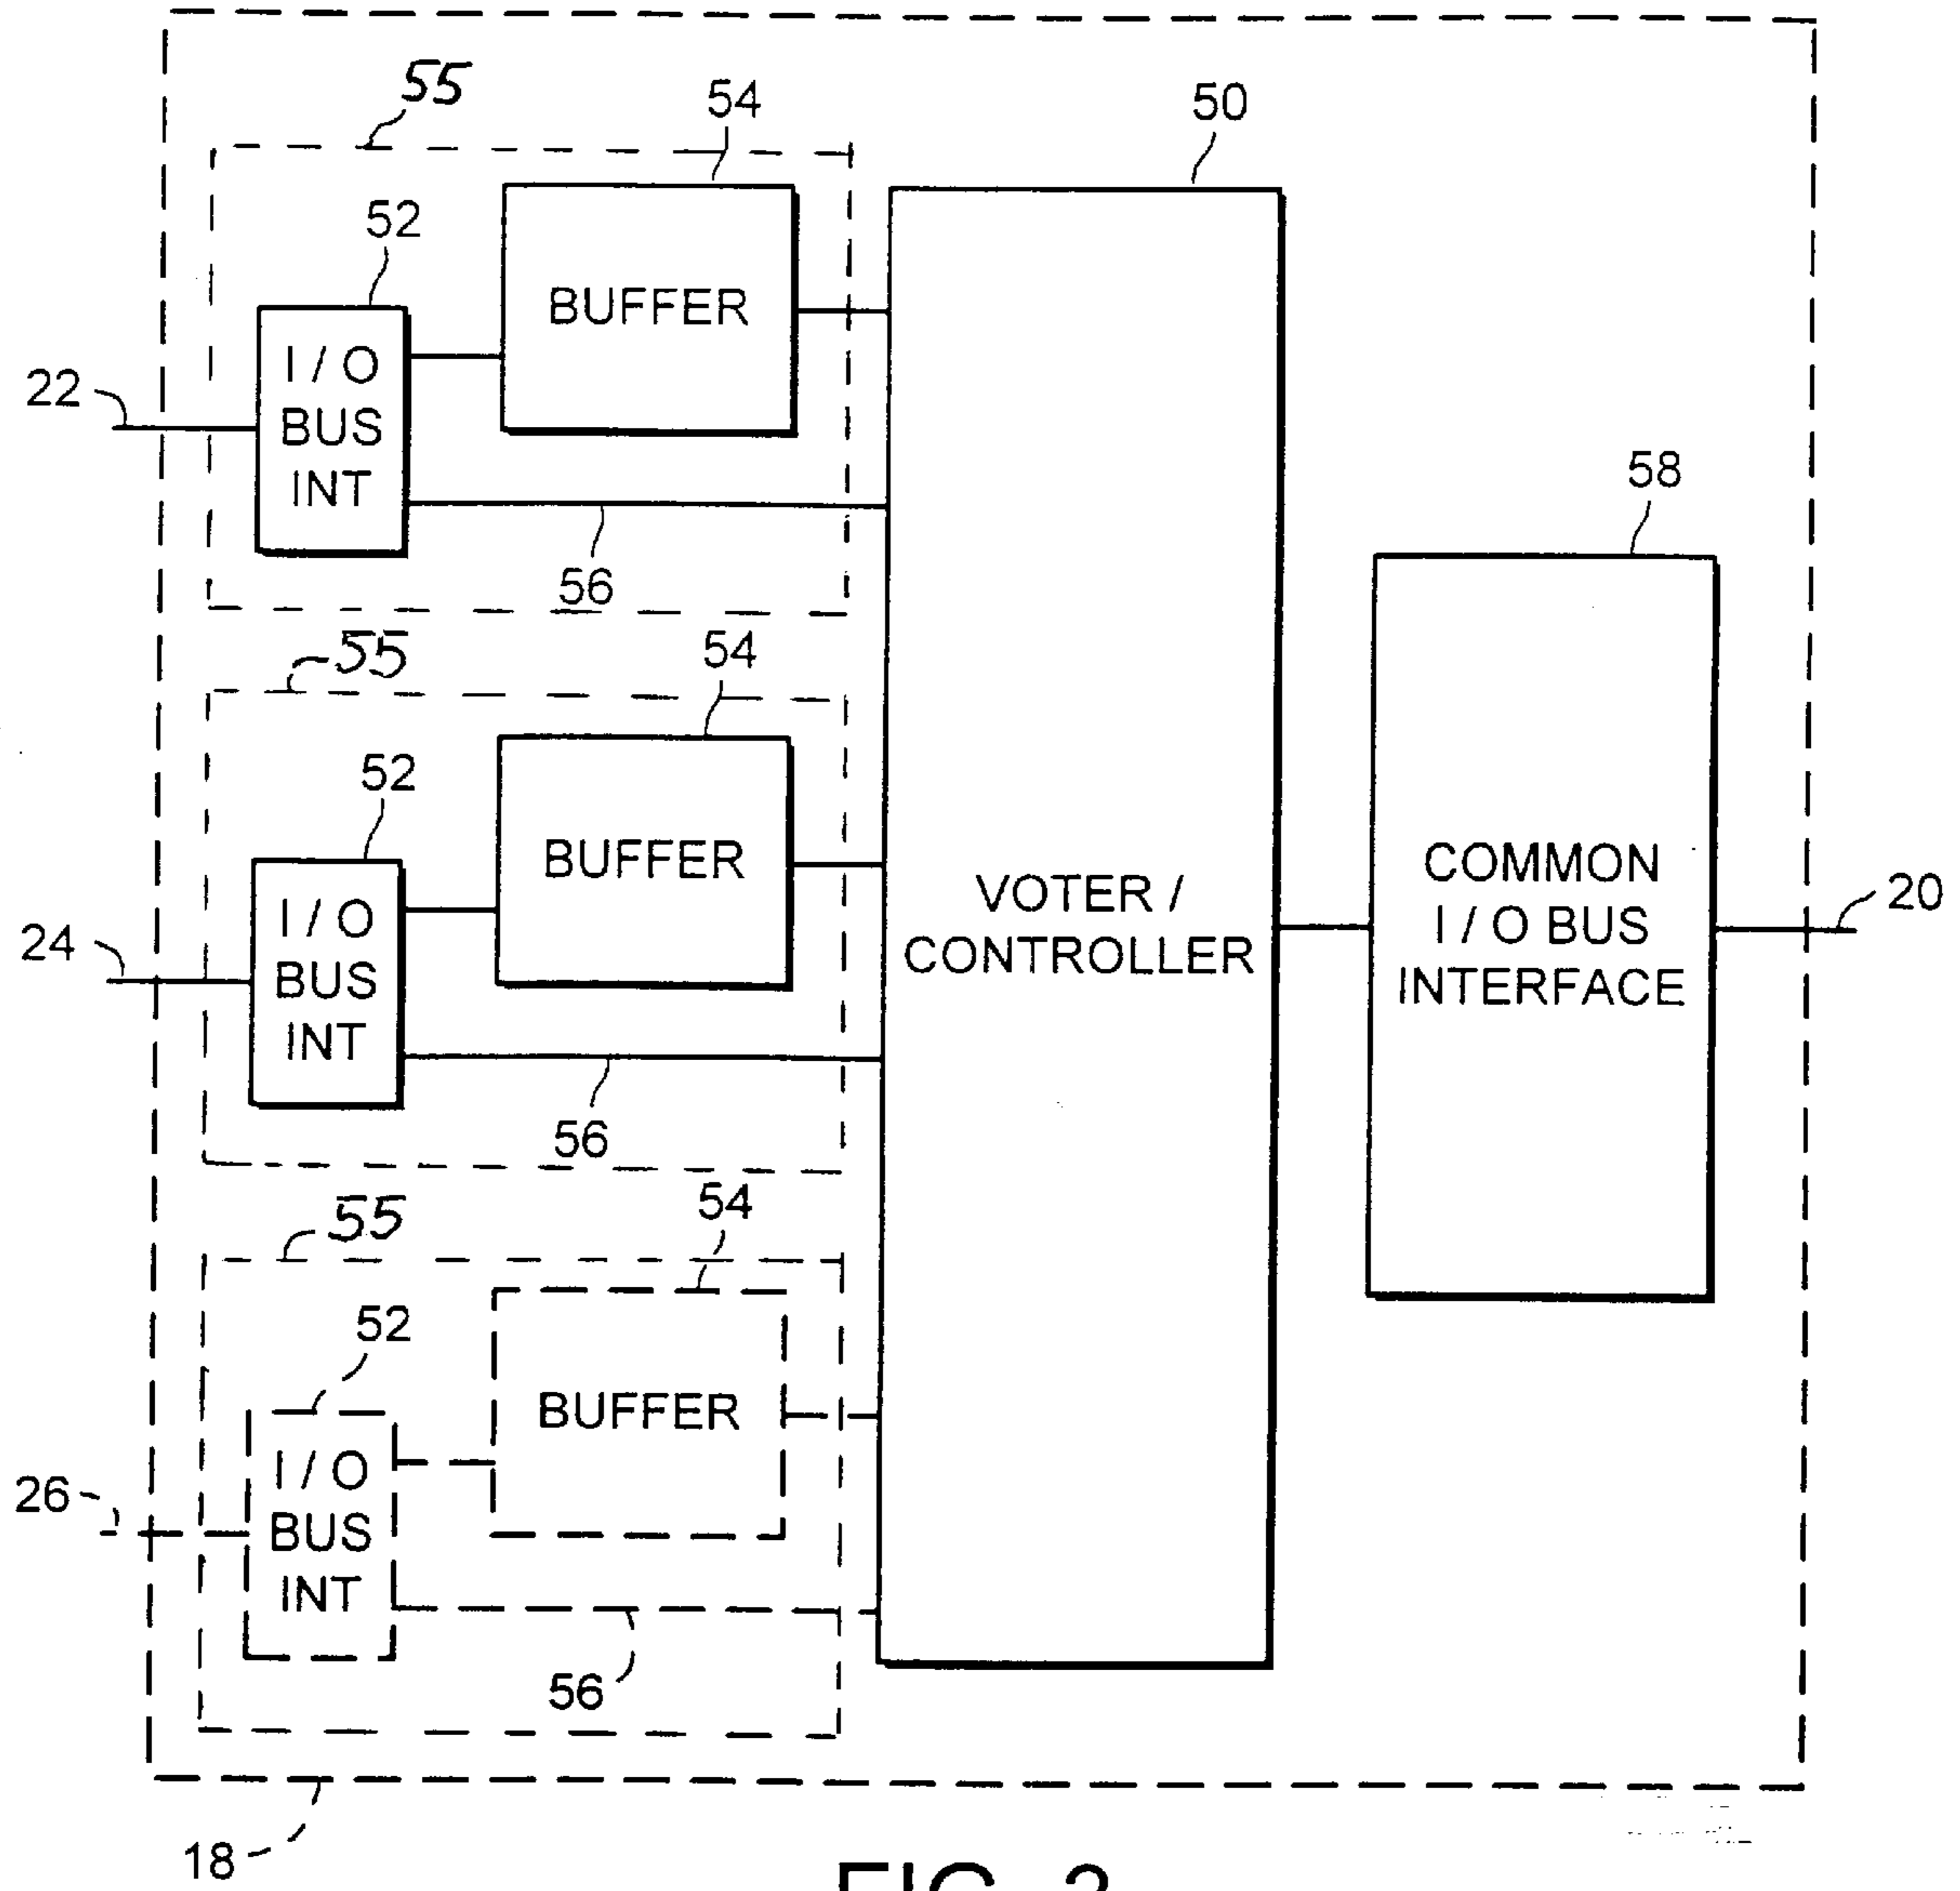 55
54
50
52
BUFFER
I / O
BUS
INT
22
56
58
55
54
52
BUFFER
I / O
BUS
INT
24
56
VOTER /
CONTROLLER
COMMON
I / O BUS
INTERFACE
20
55
54
52
BUFFER
I / O
BUS
INT
26
56
18